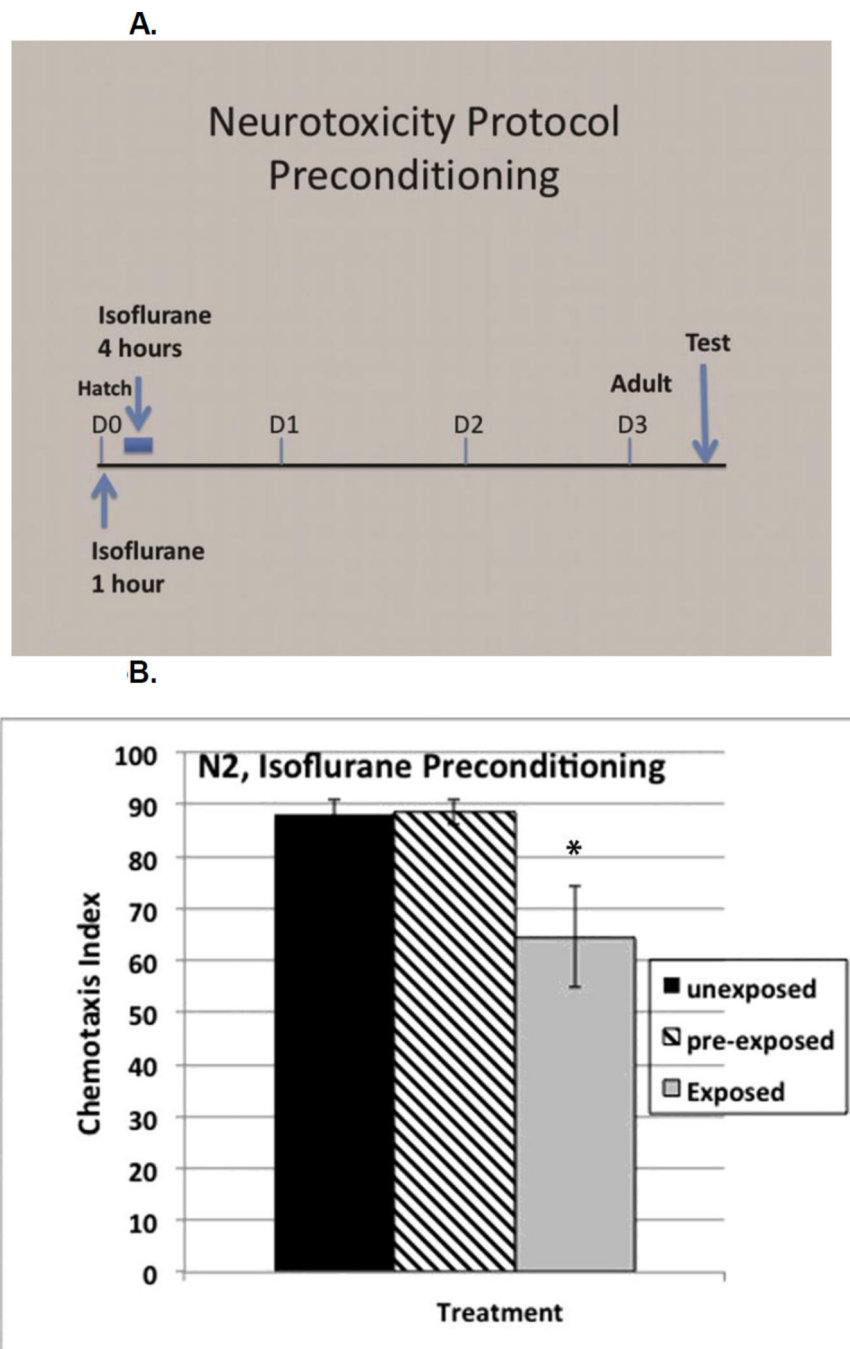 A.
Neurotoxicity Protocol
Preconditioning
Isoflurane
4 hours
Hatch
Test
Adult
D0
D1
D2
D3
Isoflurane
1 hour
B.
N2, Isoflurane Preconditioning
100
90
80
70
60
50
40
30
20
10
0
Chemotaxis Index
*
unexposed
pre-exposed
Exposed
Treatment